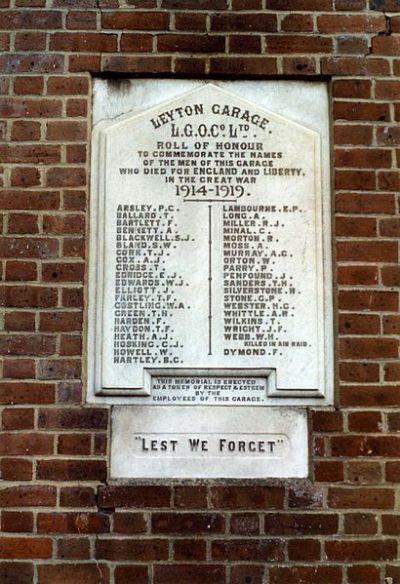 LEYTON GARAGE.
L.G.O.Co. LTD.
ROLL OF HONOUR
TO COMMEMORATE THE NAMES
OF THE MEN OF THIS GARAGE
WHO DIED FOR ENGLAND AND LIBERTY,
IN THE GREAT WAR
1914-1919.
ARSLEY. P.C.
BALLARD. T.
BARTLETT. F.
BENNETT. A.
BLACKWELL. S.J.
BLAND. S.W.
CORK. T.J.
COX. A.J.
CROSS. T.
EDRIDGE. E.J.
EDWARDS. W.J.
ELLIOTT. J.
FARLEY. T.F.
GOSTLING. W.A.
GREEN. T.H.
HARDEN. F.
HAYDON. T.F.
HEATH. A.J.
HOSKING. C.J.
HOWELL. W.
HARTLEY. B.C.
LAMBOURNE. E.P.
LONG. A.
MILLER. R.J.
MINAL. C.
MORTON. R.
MOSS. A.
MURRAY. A.C.
ORTON. W.
PARRY. P.
PENFOUND. J.
SANDERS. T.H.
SILVERSTONE. H.
STONE. G.P.
WEBSTER. H.G.
WHITTLE. A.R.
WILKINS. T.
WRIGHT. J.F.
WEBB. W.H.
KILLED IN AIR RAID.
DYMOND. F.
THIS MEMORIAL IS ERECTED
AS A TOKEN OF RESPECT & ESTEEM
BY THE
EMPLOYEES OF THIS GARAGE.
"LEST WE FORGET"